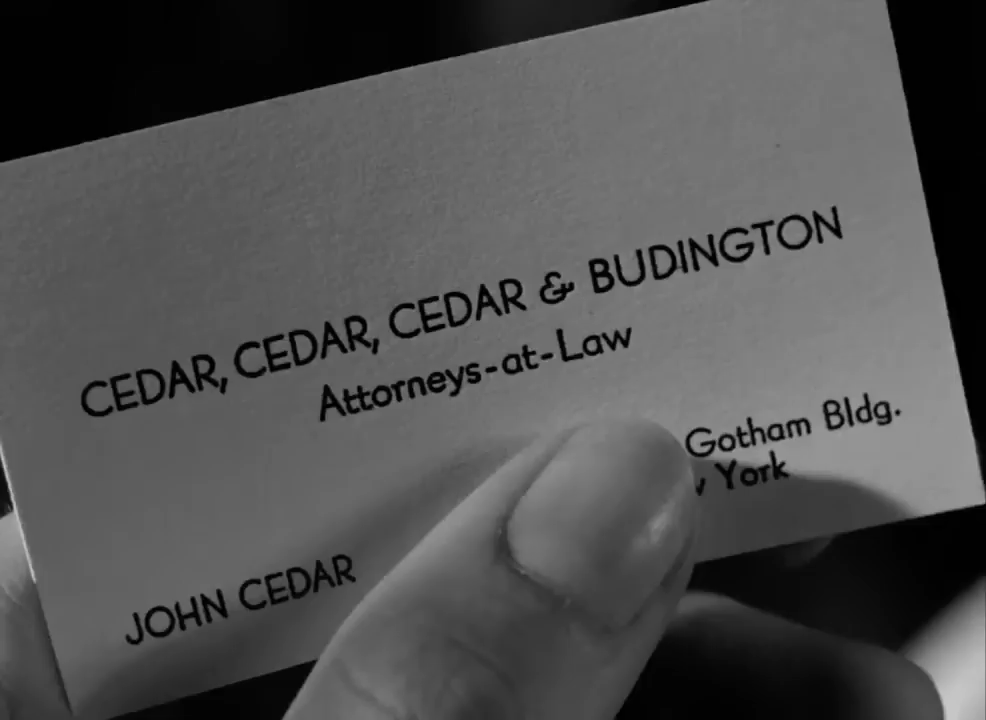 CEDAR, CEDAR, CEDAR & BUDINGTON
Attorneys-at-Law
Gotham Bldg.
York
JOHN CEDAR